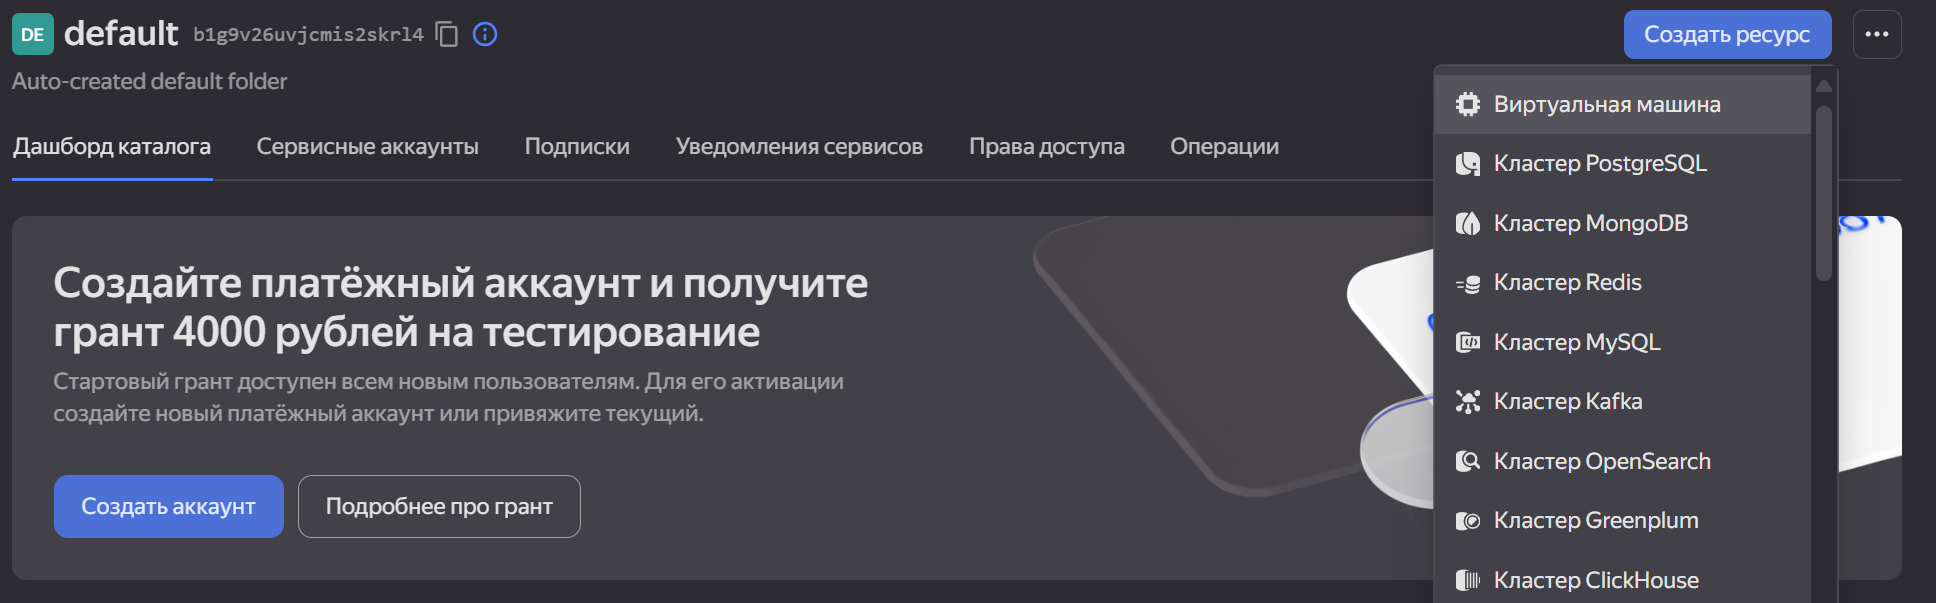 DE default b1g9v26uvjcmis2skrl4
Создать ресурс
Auto-created default folder
Дашборд каталога Сервисные аккаунты Подписки Уведомления сервисов Права доступа Операции
Создайте платёжный аккаунт и получите
грант 4000 рублей на тестирование
Стартовый грант доступен всем новым пользователям. Для его активации
создайте новый платёжный аккаунт или привяжите текущий.
Создать аккаунт Подробнее про грант
Виртуальная машина
Кластер PostgreSQL
Кластер MongoDB
Кластер Redis
Кластер MySQL
Кластер Kafka
Кластер OpenSearch
Кластер Greenplum
Кластер ClickHouse